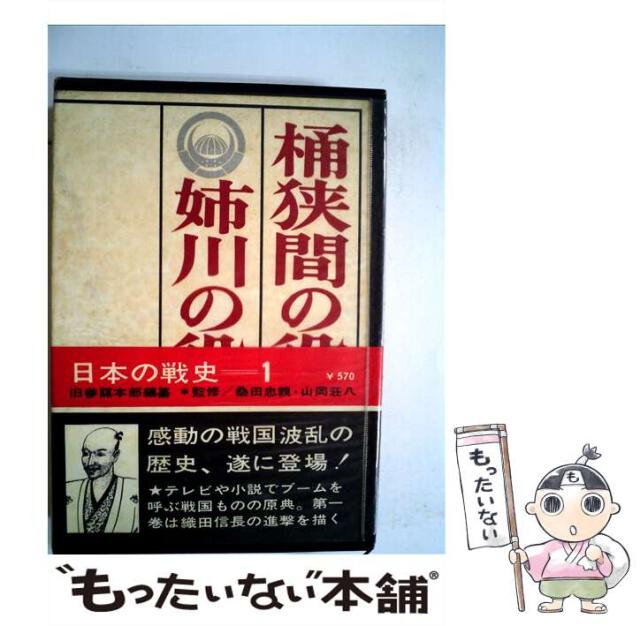 桶狭間の役
姉川の役
日本の戦史―1
¥570
旧参謀本部編纂 *監修/桑田忠親・山岡荘八
感動の戦国波乱の
歴史、遂に登場!
★テレビや小説でブームを
呼ぶ戦国ものの原典。第一
巻は織田信長の進撃を描く
もったいない
も
"もったいない"本舗®